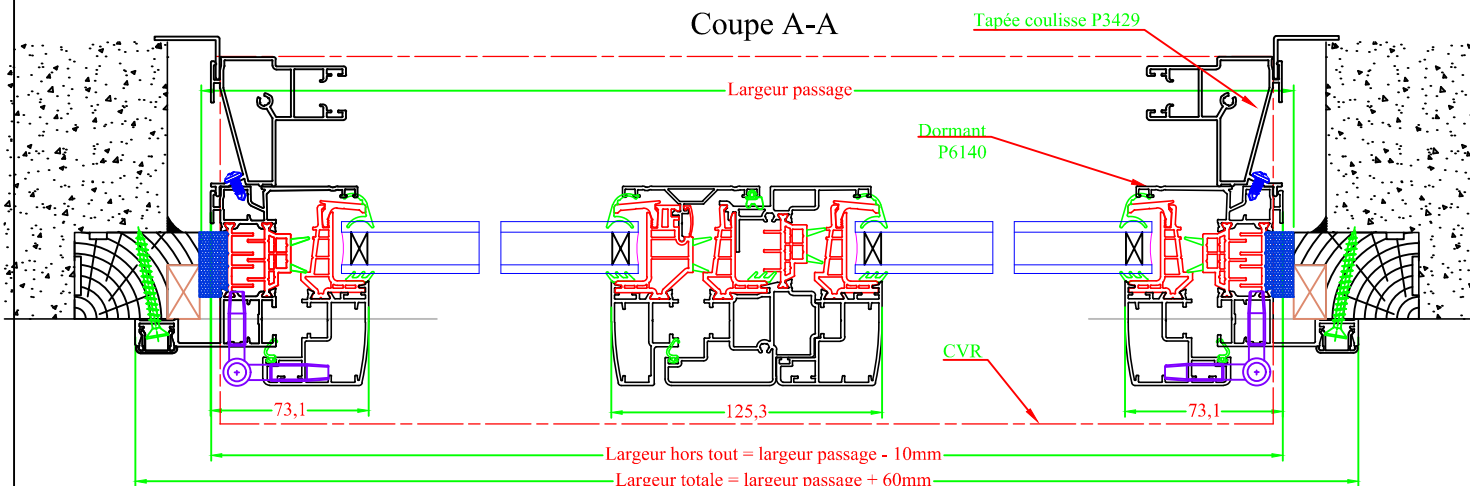 Coupe A-A
Tapée coulisse P3429
Largeur passage
Dormant
P6140
CVR
73,1
125,3
73,1
Largeur hors tout = largeur passage - 10mm
Largeur totale = largeur passage + 60mm